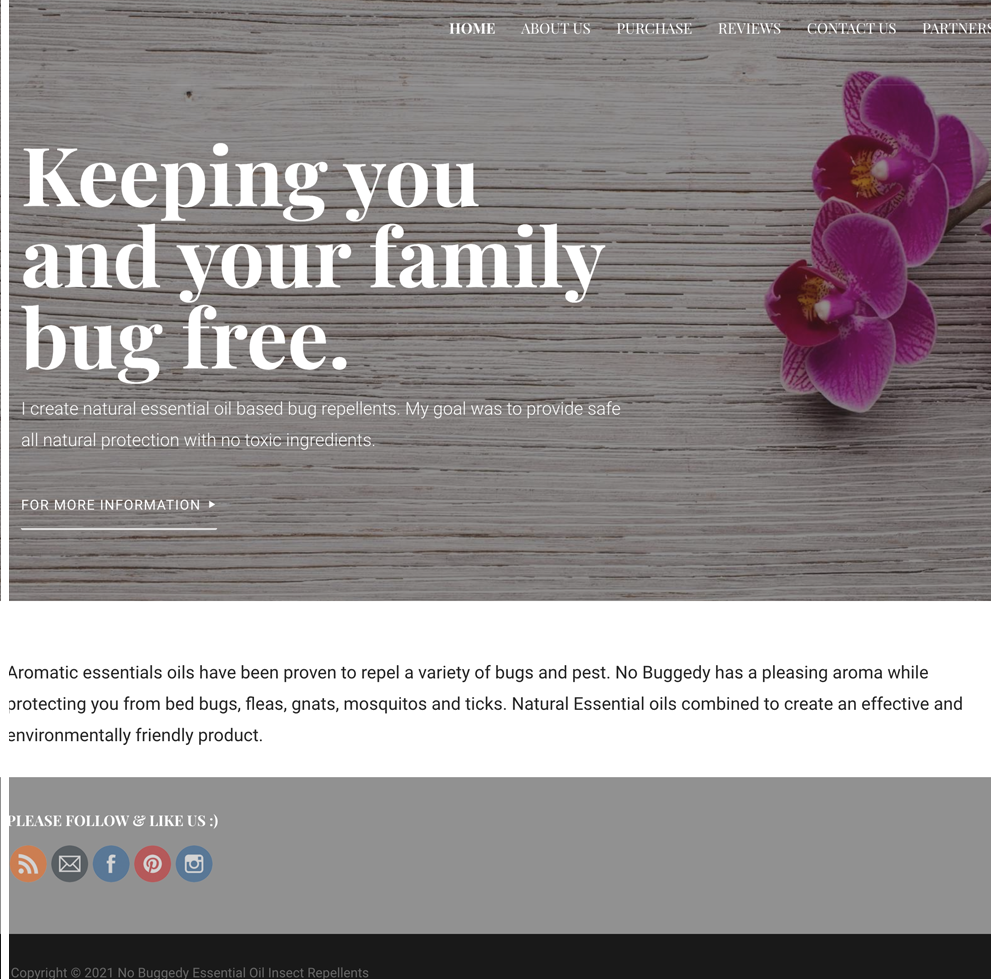 HOME ABOUT US PURCHASE REVIEWS CONTACT US PARTNERS
Keeping you
and your family
bug free.
I create natural essential oil based bug repellents. My goal was to provide safe
all natural protection with no toxic ingredients.
FOR MORE INFORMATION
Aromatic essentials oils have been proven to repel a variety of bugs and pest. No Buggedy has a pleasing aroma while
protecting you from bed bugs, fleas, gnats, mosquitos and ticks. Natural Essential oils combined to create an effective and
environmentally friendly product.
PLEASE FOLLOW & LIKE US :)
Copyright © 2021 No Buggedy Essential Oil Insect Repellents